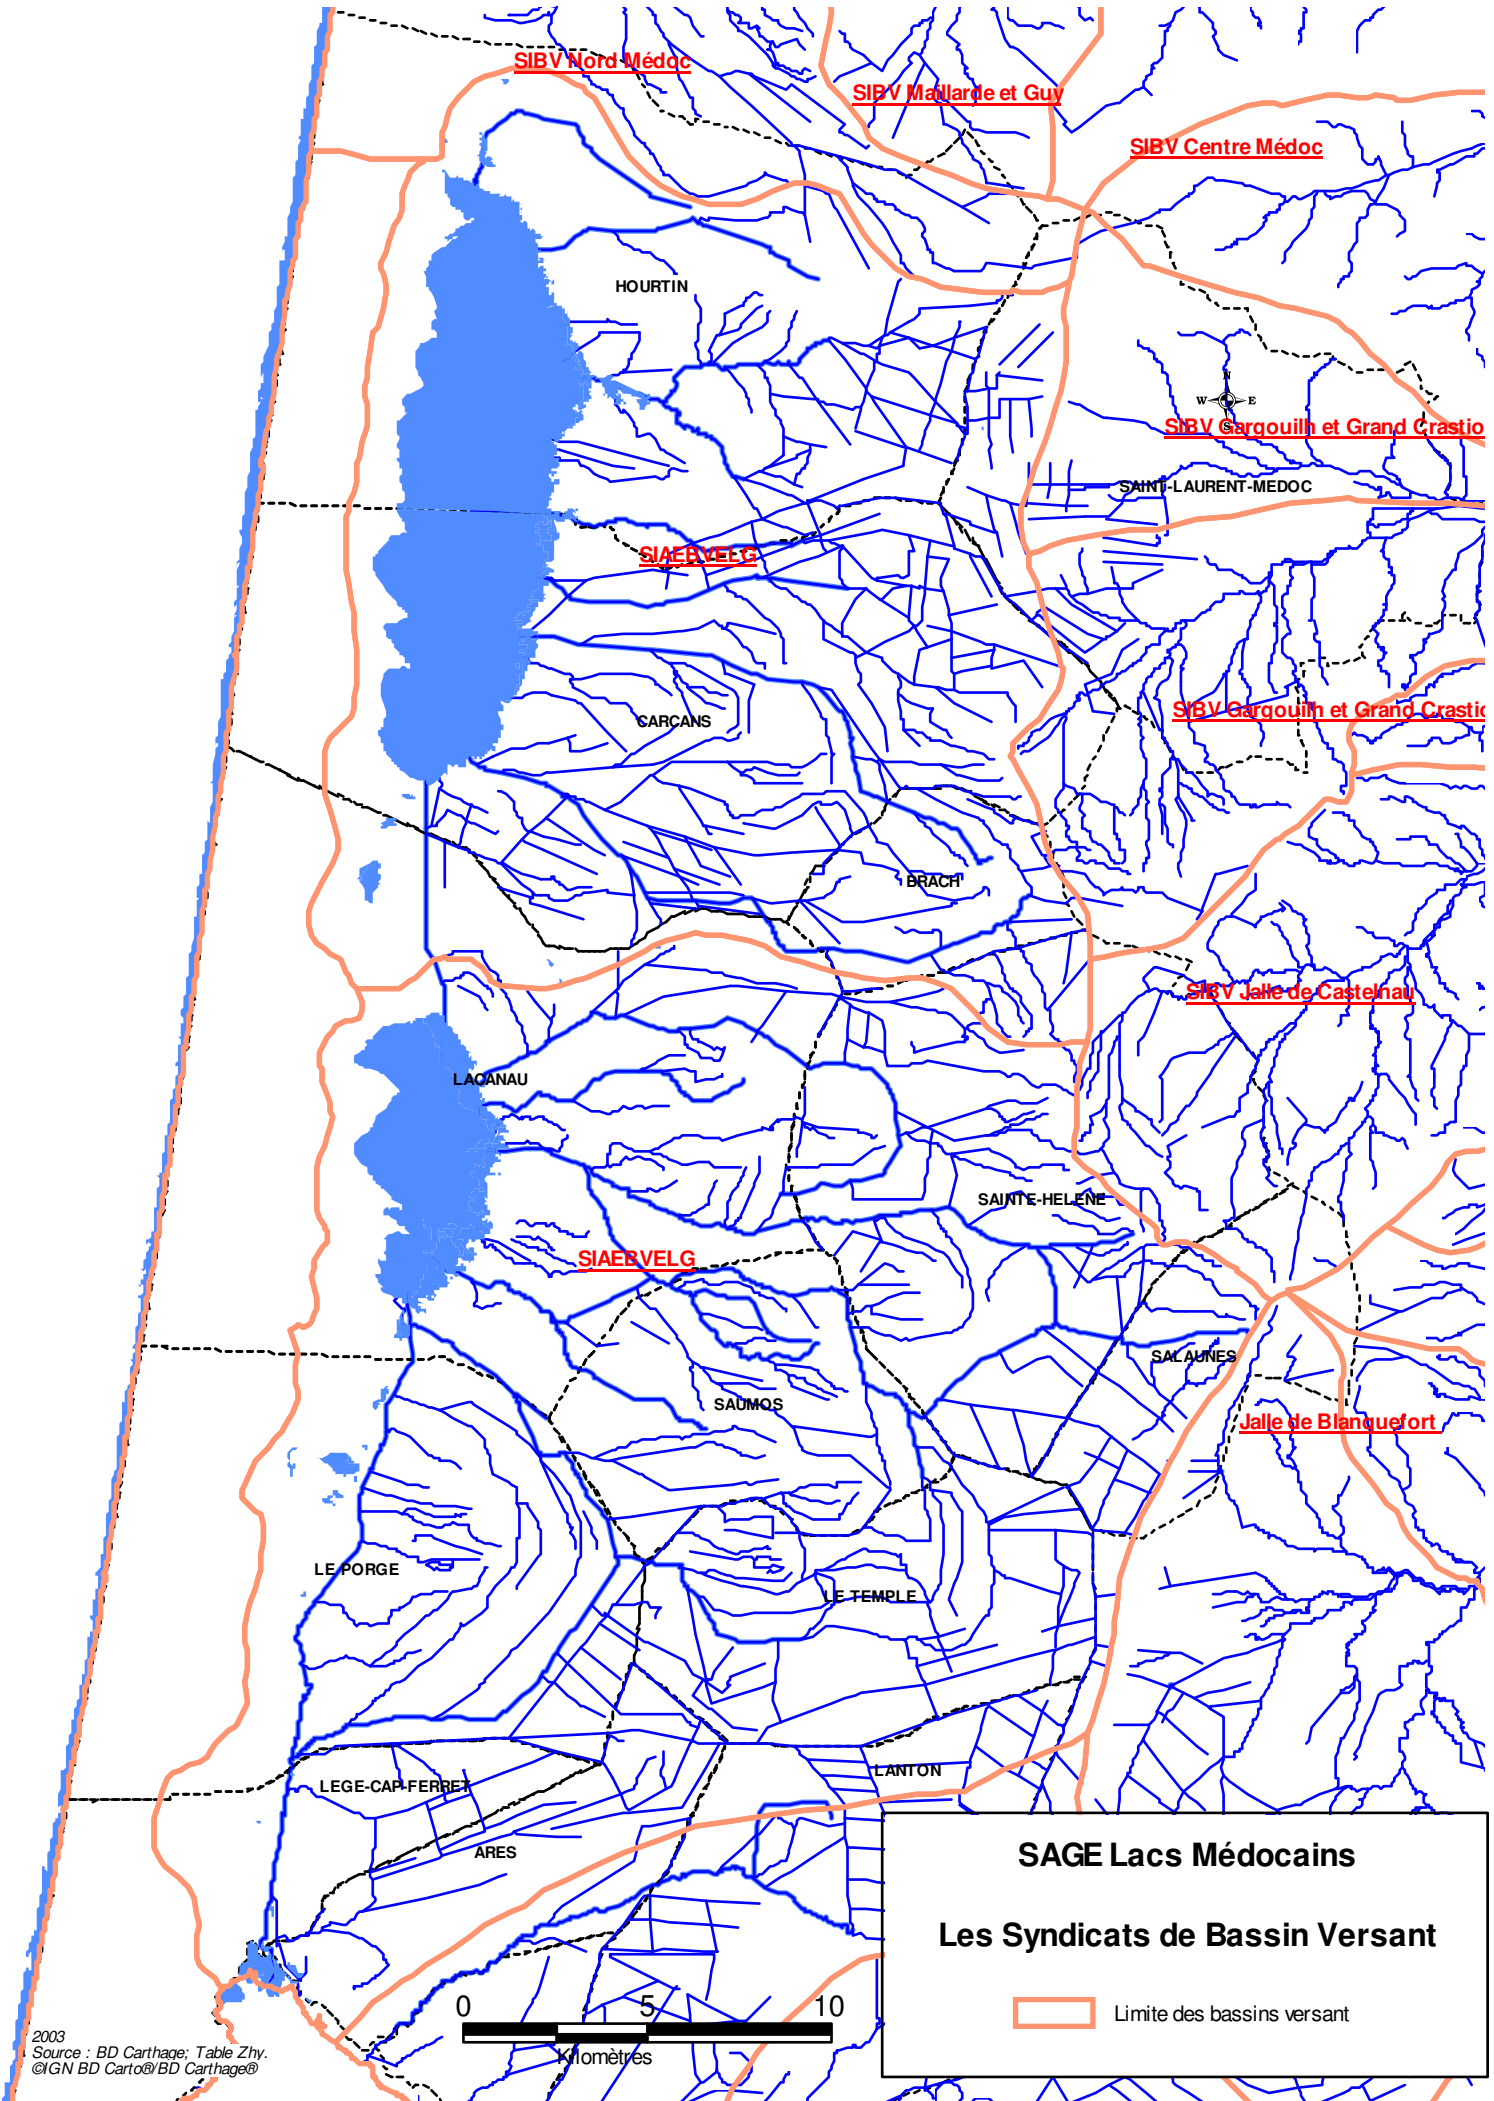 SIBV Nord Médoc
SIBV Maillarde et Guy
SIBV Centre Médoc
HOURTIN
N
W E
S
SIBV Gargouilh et Grand Crastio
SAINT-LAURENT-MEDOC
SIAEBVELG
SIBV Gargouilh et Grand Crastio
CARCANS
BRACH
SIBV Jalle de Castelnau
LACANAU
SAINTE-HELENE
SIAEBVELG
SALAUNES
SAUMOS
Jalle de Blanquefort
LE PORGE
LE TEMPLE
LANTON
LEGE-CAP-FERRET
ARES
SAGE Lacs Médocains
Les Syndicats de Bassin Versant
Limite des bassins versant
0 5 10
Kilomètres
2003
Source : BD Carthage; Table Zhy.
©IGN BD Carto®/BD Carthage®